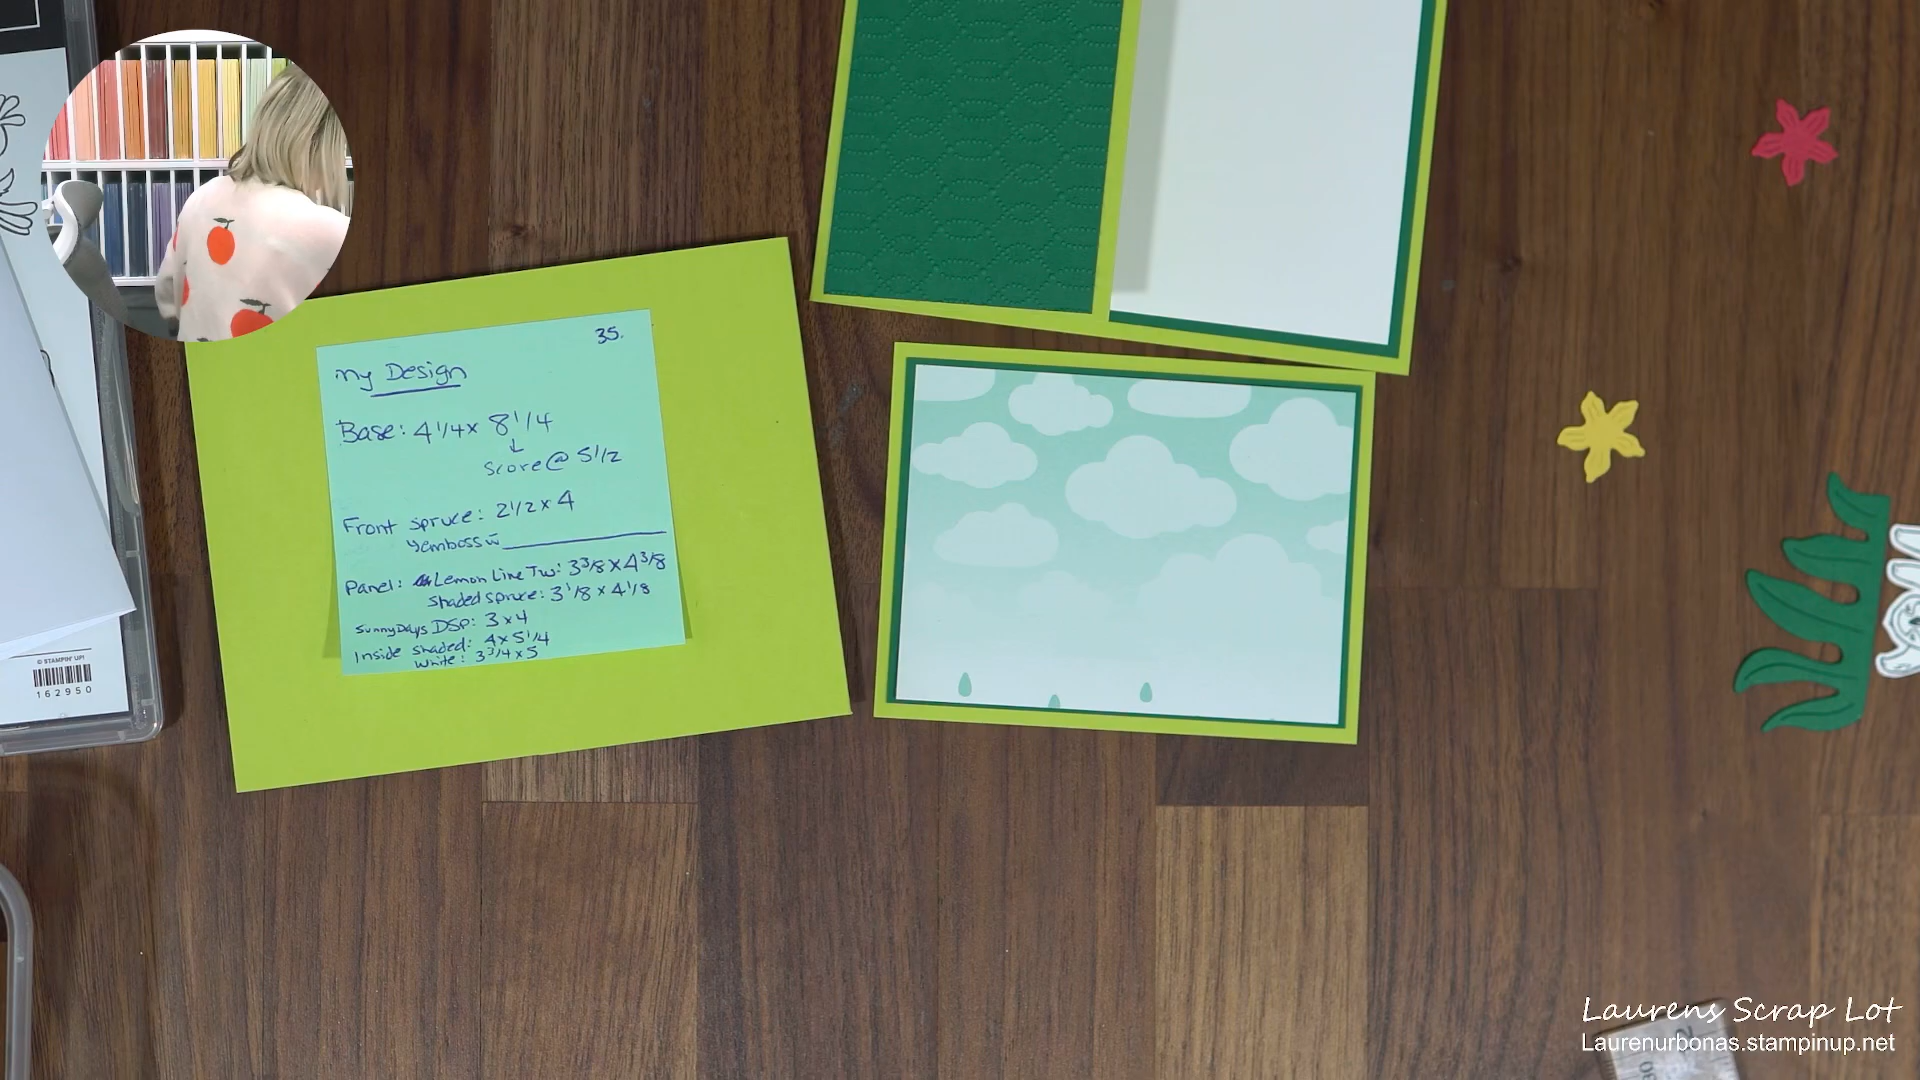 35.
My Design
Base: 4 1/4 x 8 1/4
↓
Score @ 5 1/2
Front spruce: 2 1/2 x 4
Panel: Lemon Lime Tw: 3 3/8 x 4 3/8
Shaded Spruce: 3 1/8 x 4 1/8
Sunny Days DSP: 3 x 4
Inside shaded: 4 x 5 1/4
white: 3 3/4 x 5
© STAMPIN' UP!
162950
Laurens Scrap Lot
Laurenurbonas.stampinup.net